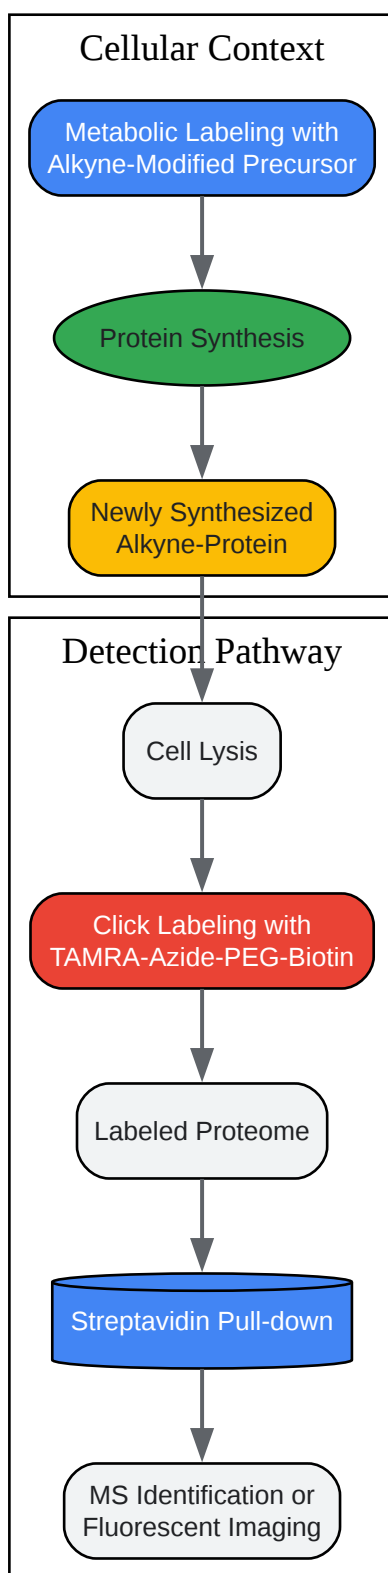 Cellular Context
Metabolic Labeling with
Alkyne-Modified Precursor
Protein Synthesis
Newly Synthesized
Alkyne-Protein
Detection Pathway
Cell Lysis
Click Labeling with
TAMRA-Azide-PEG-Biotin
Labeled Proteome
Streptavidin Pull-down
MS Identification or
Fluorescent Imaging